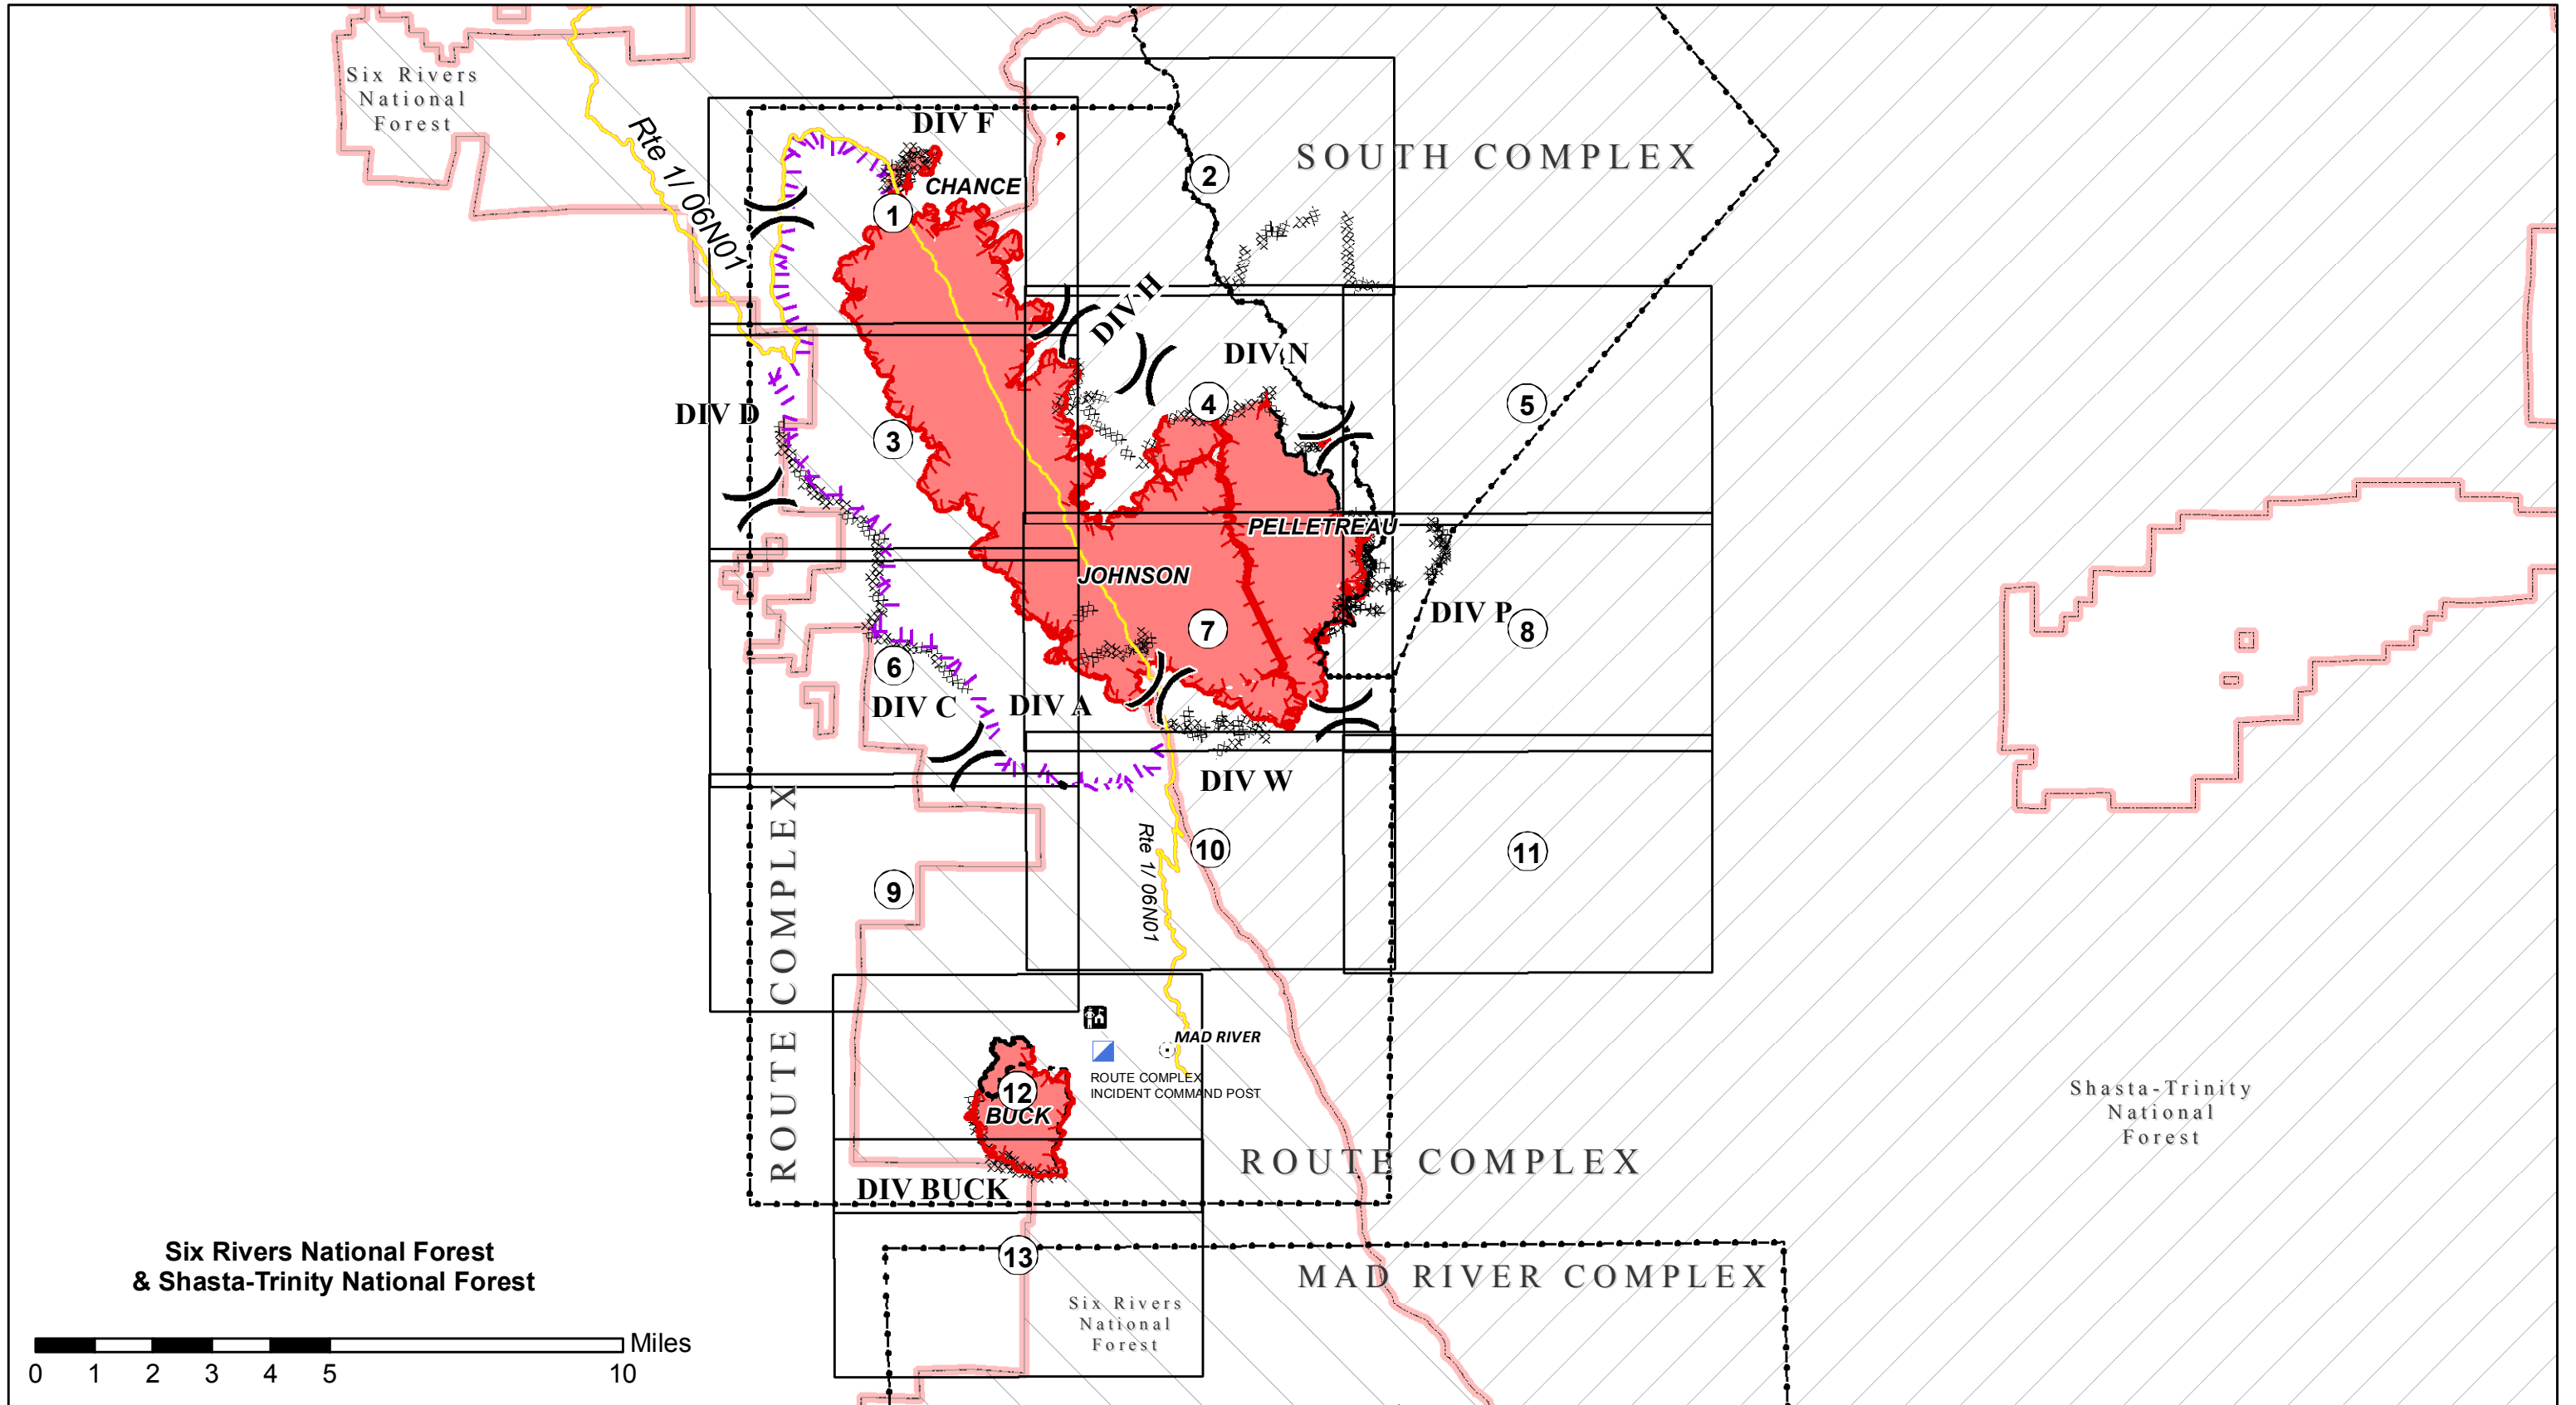 Six Rivers
National
Forest
Rte 1/ 06N01
DIV F
CHANCE
1
2
SOUTH COMPLEX
DIV H
DIV N
DIV D
3
4
5
PELLETREAU
JOHNSON
6
7
DIV P
8
DIV C
DIV A
DIV W
ROUTE COMPLEX
9
Rte 1/ 06N01
10
11
MAD RIVER
ROUTE COMPLEX
INCIDENT COMMAND POST
12
BUCK
DIV BUCK
ROUTE COMPLEX
Shasta-Trinity
National
Forest
13
MAD RIVER COMPLEX
Six Rivers
National
Forest
Six Rivers National Forest
& Shasta-Trinity National Forest
Miles
0 1 2 3 4 5 10